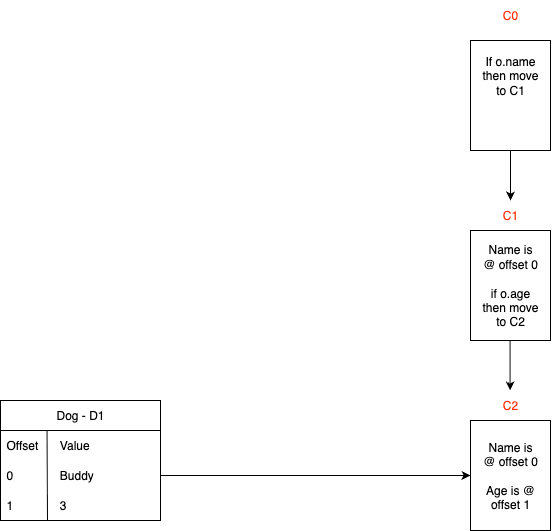 C0
If o.name
then move
to C1
C1
Name is
@ offset 0
if o.age
then move
to C2
C2
Name is
@ offset 0
Age is @
offset 1
Dog - D1
Offset Value
0 Buddy
1 3